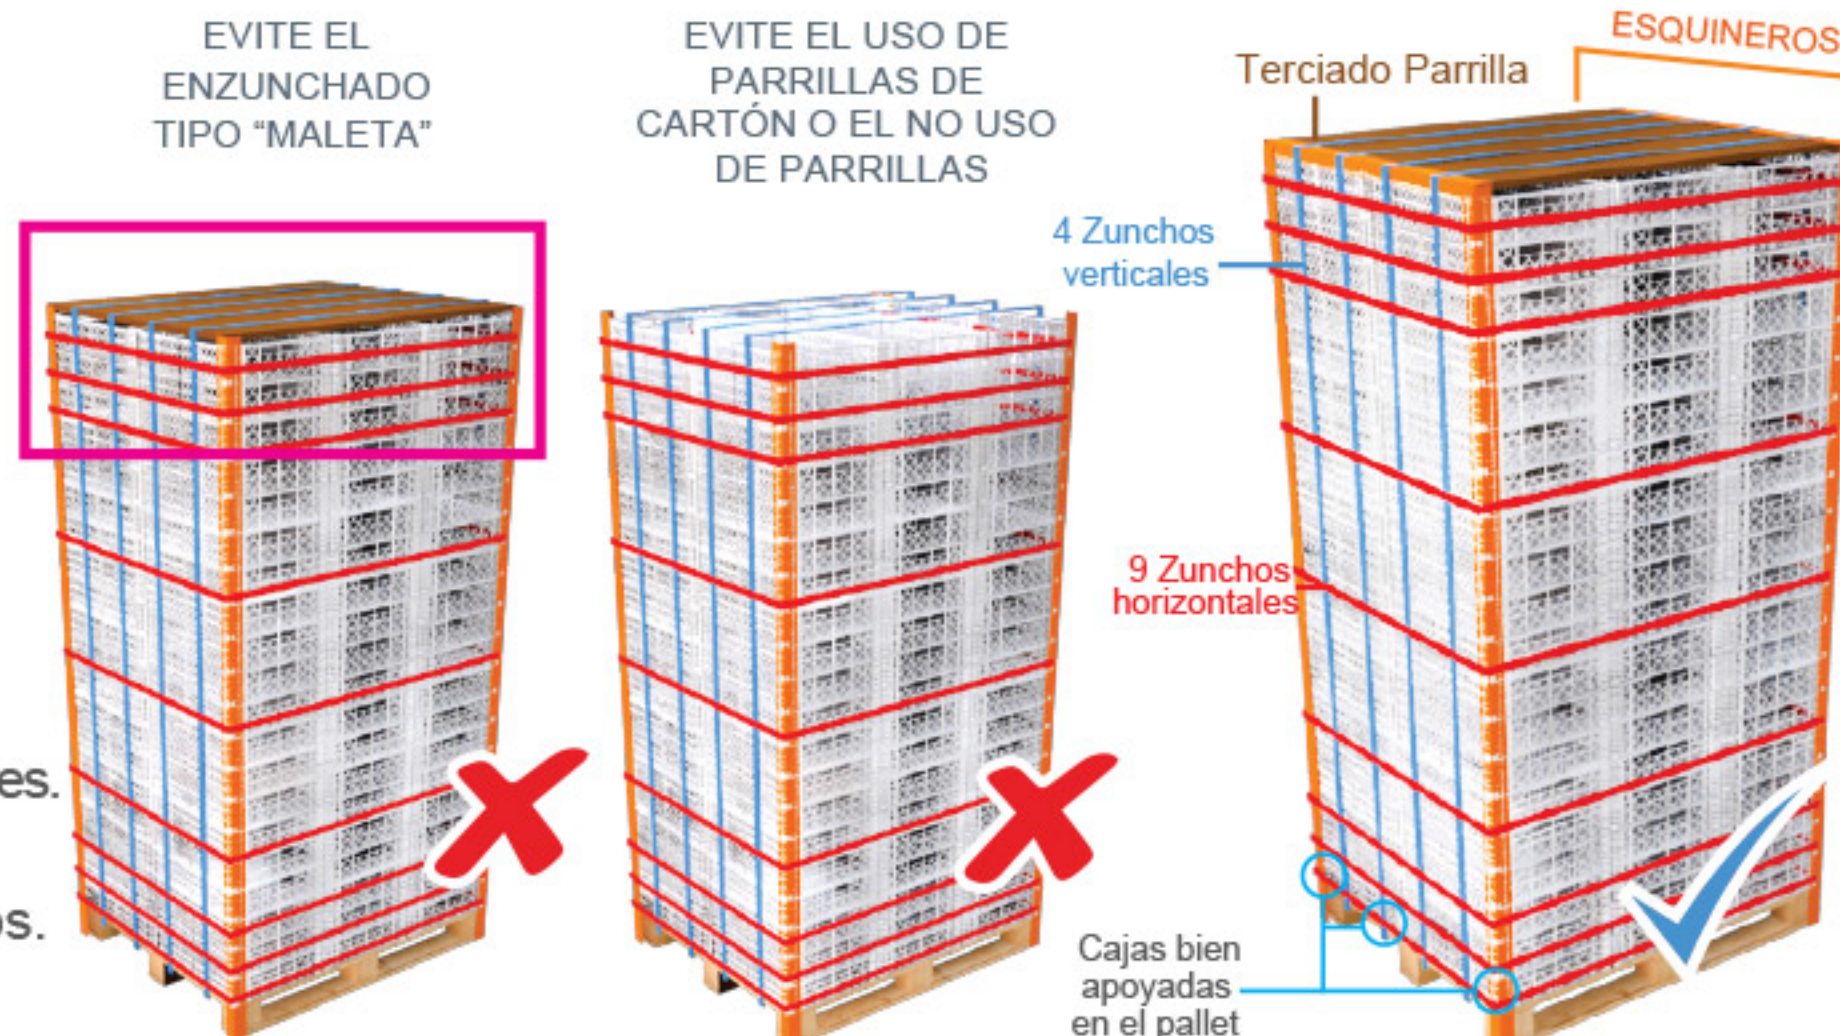 EVITE EL
ENZUNCHADO
TIPO “MALETA”
EVITE EL USO DE
PARRILLAS DE
CARTÓN O EL NO USO
DE PARRILLAS
ESQUINEROS
Terciado Parrilla
4 Zunchos
verticales
9 Zunchos
horizontales
es.
os.
Cajas bien
apoyadas
en el pallet